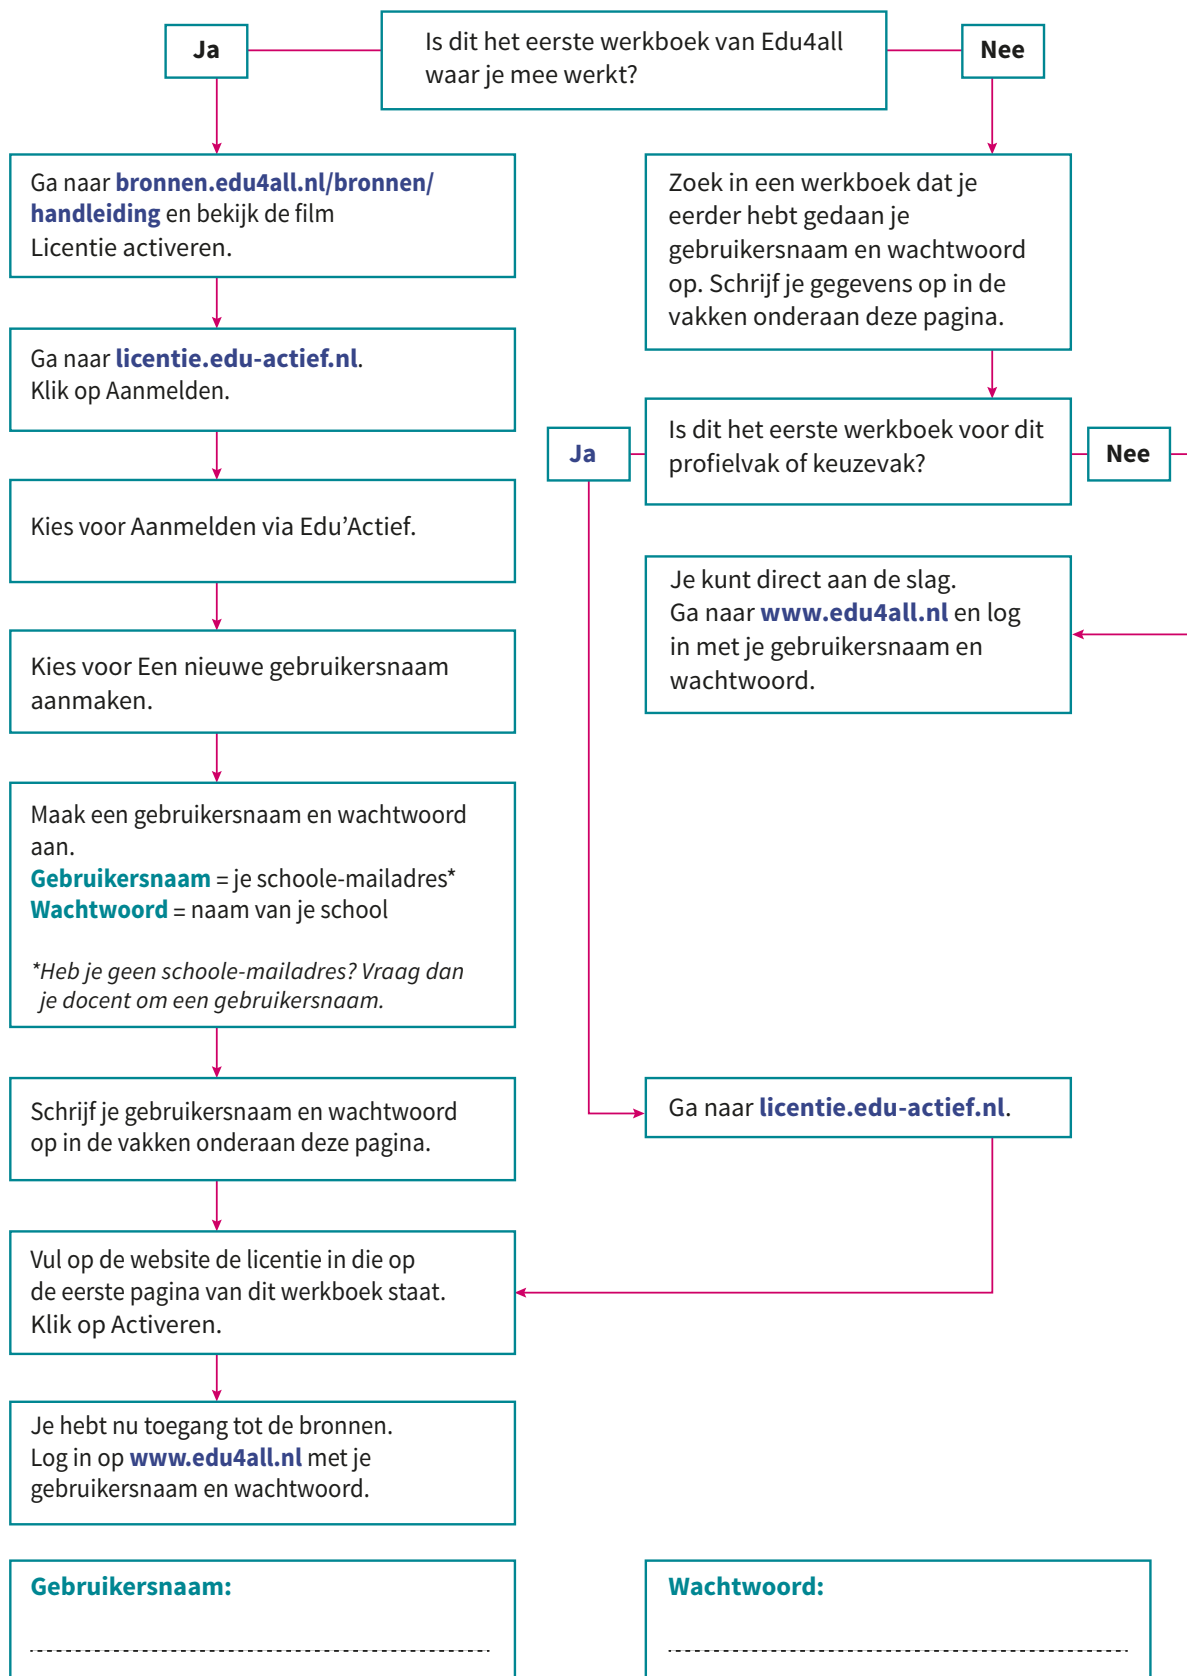 Ja
Is dit het eerste werkboek van Edu4all
waar je mee werkt?
Nee
Ga naar bronnen.edu4all.nl/bronnen/
handleiding en bekijk de film
Licentie activeren.
Ga naar licentie.edu-actief.nl.
Klik op Aanmelden.
Kies voor Aanmelden via Edu’Actief.
Kies voor Een nieuwe gebruikersnaam
aanmaken.
Maak een gebruikersnaam en wachtwoord
aan.
Gebruikersnaam = je schoole-mailadres*
Wachtwoord = naam van je school
*Heb je geen schoole-mailadres? Vraag dan
je docent om een gebruikersnaam.
Schrijf je gebruikersnaam en wachtwoord
op in de vakken onderaan deze pagina.
Vul op de website de licentie in die op
de eerste pagina van dit werkboek staat.
Klik op Activeren.
Je hebt nu toegang tot de bronnen.
Log in op www.edu4all.nl met je
gebruikersnaam en wachtwoord.
Zoek in een werkboek dat je
eerder hebt gedaan je
gebruikersnaam en wachtwoord
op. Schrijf je gegevens op in de
vakken onderaan deze pagina.
Ja
Is dit het eerste werkboek voor dit
profielvak of keuzevak?
Nee
Je kunt direct aan de slag.
Ga naar www.edu4all.nl en log
in met je gebruikersnaam en
wachtwoord.
Ga naar licentie.edu-actief.nl.
Gebruikersnaam:
Wachtwoord: